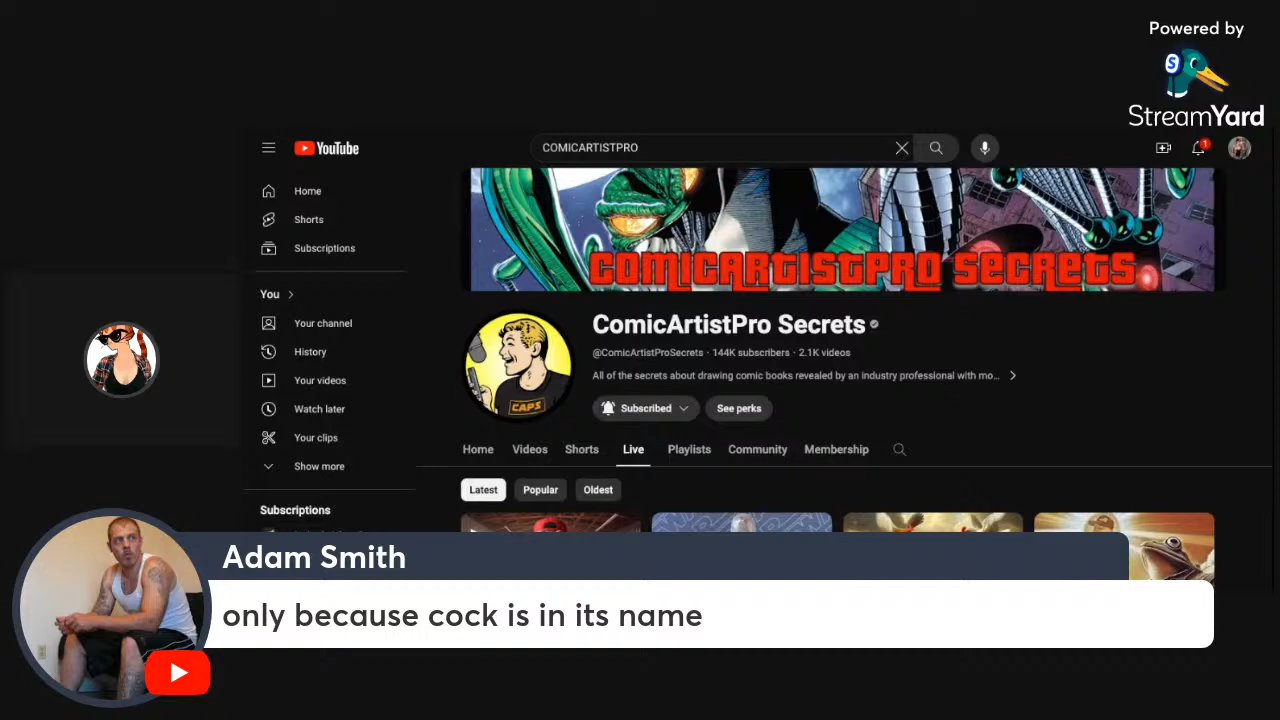 Powered by
S
StreamYard
YouTube
COMICARTISTPRO
1
Home
Shorts
Subscriptions
You
Your channel
History
Your videos
Watch later
Your clips
Show more
Subscriptions
COMICARTISTPRO SECRETS
CAPS
ComicArtistPro Secrets
@ComicArtistProSecrets · 144K subscribers · 2.1K videos
All of the secrets about drawing comic books revealed by an industry professional with mo...
Subscribed
See perks
Home Videos Shorts Live Playlists Community Membership
Latest Popular Oldest
Adam Smith
only because cock is in its name